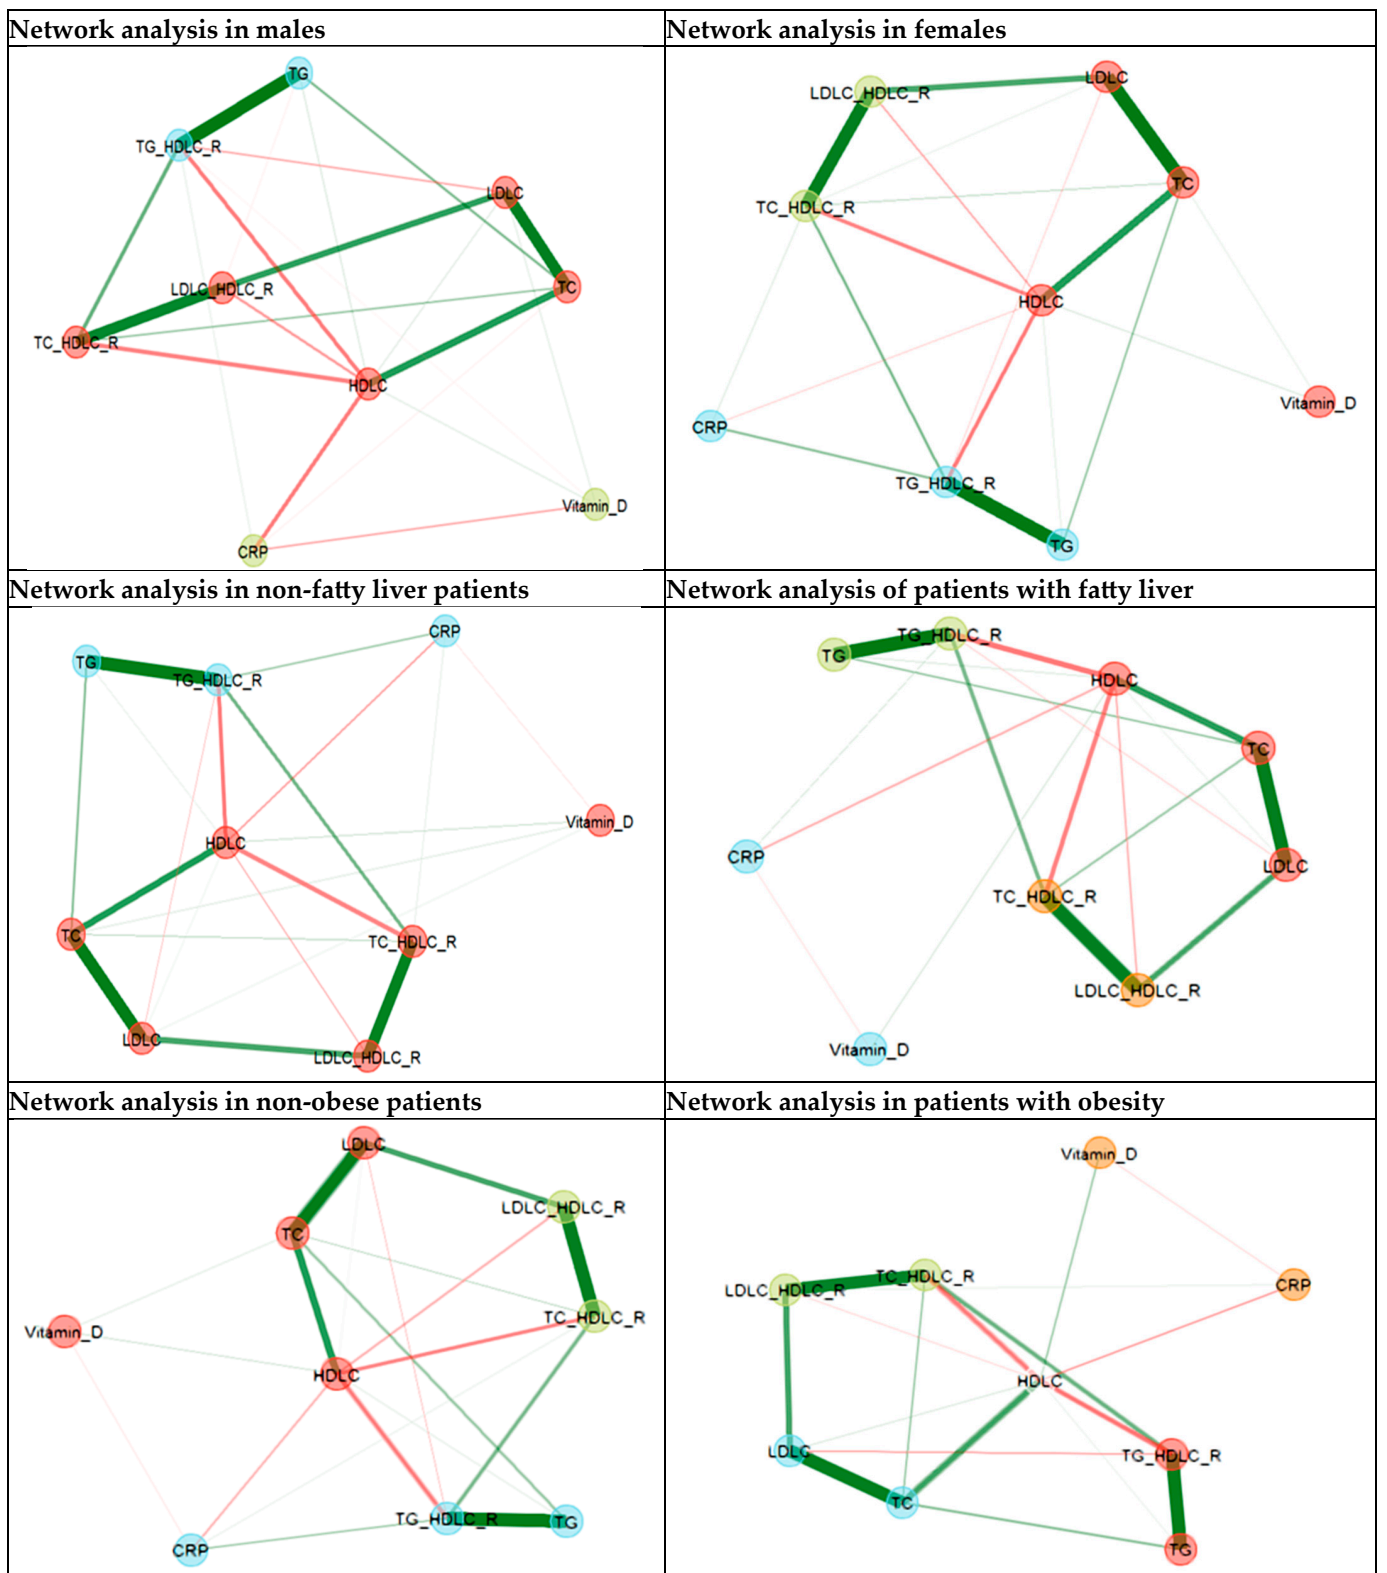 Network analysis in males
Network analysis in females
TG
TG_HDLC_R
LDLC
LDLC_HDLC_R
TC
TC_HDLC_R
HDLC
Vitamin_D
CRP
LDLC
LDLC_HDLC_R
TC
TC_HDLC_R
HDLC
Vitamin_D
CRP
TG_HDLC_R
TG
Network analysis in non-fatty liver patients
Network analysis of patients with fatty liver
CRP
TG
TG_HDLC_R
Vitamin_D
HDLC
TC
TC_HDLC_R
LDLC
LDLC_HDLC_R
TG_HDLC_R
TG
HDLC
TC
CRP
LDLC
TC_HDLC_R
LDLC_HDLC_R
Vitamin_D
Network analysis in non-obese patients
Network analysis in patients with obesity
LDLC
LDLC_HDLC_R
TC
TC_HDLC_R
Vitamin_D
HDLC
TG_HDLC_R
TG
CRP
Vitamin_D
TC_HDLC_R
CRP
LDLC_HDLC_R
HDLC
LDLC
TG_HDLC_R
TC
TG